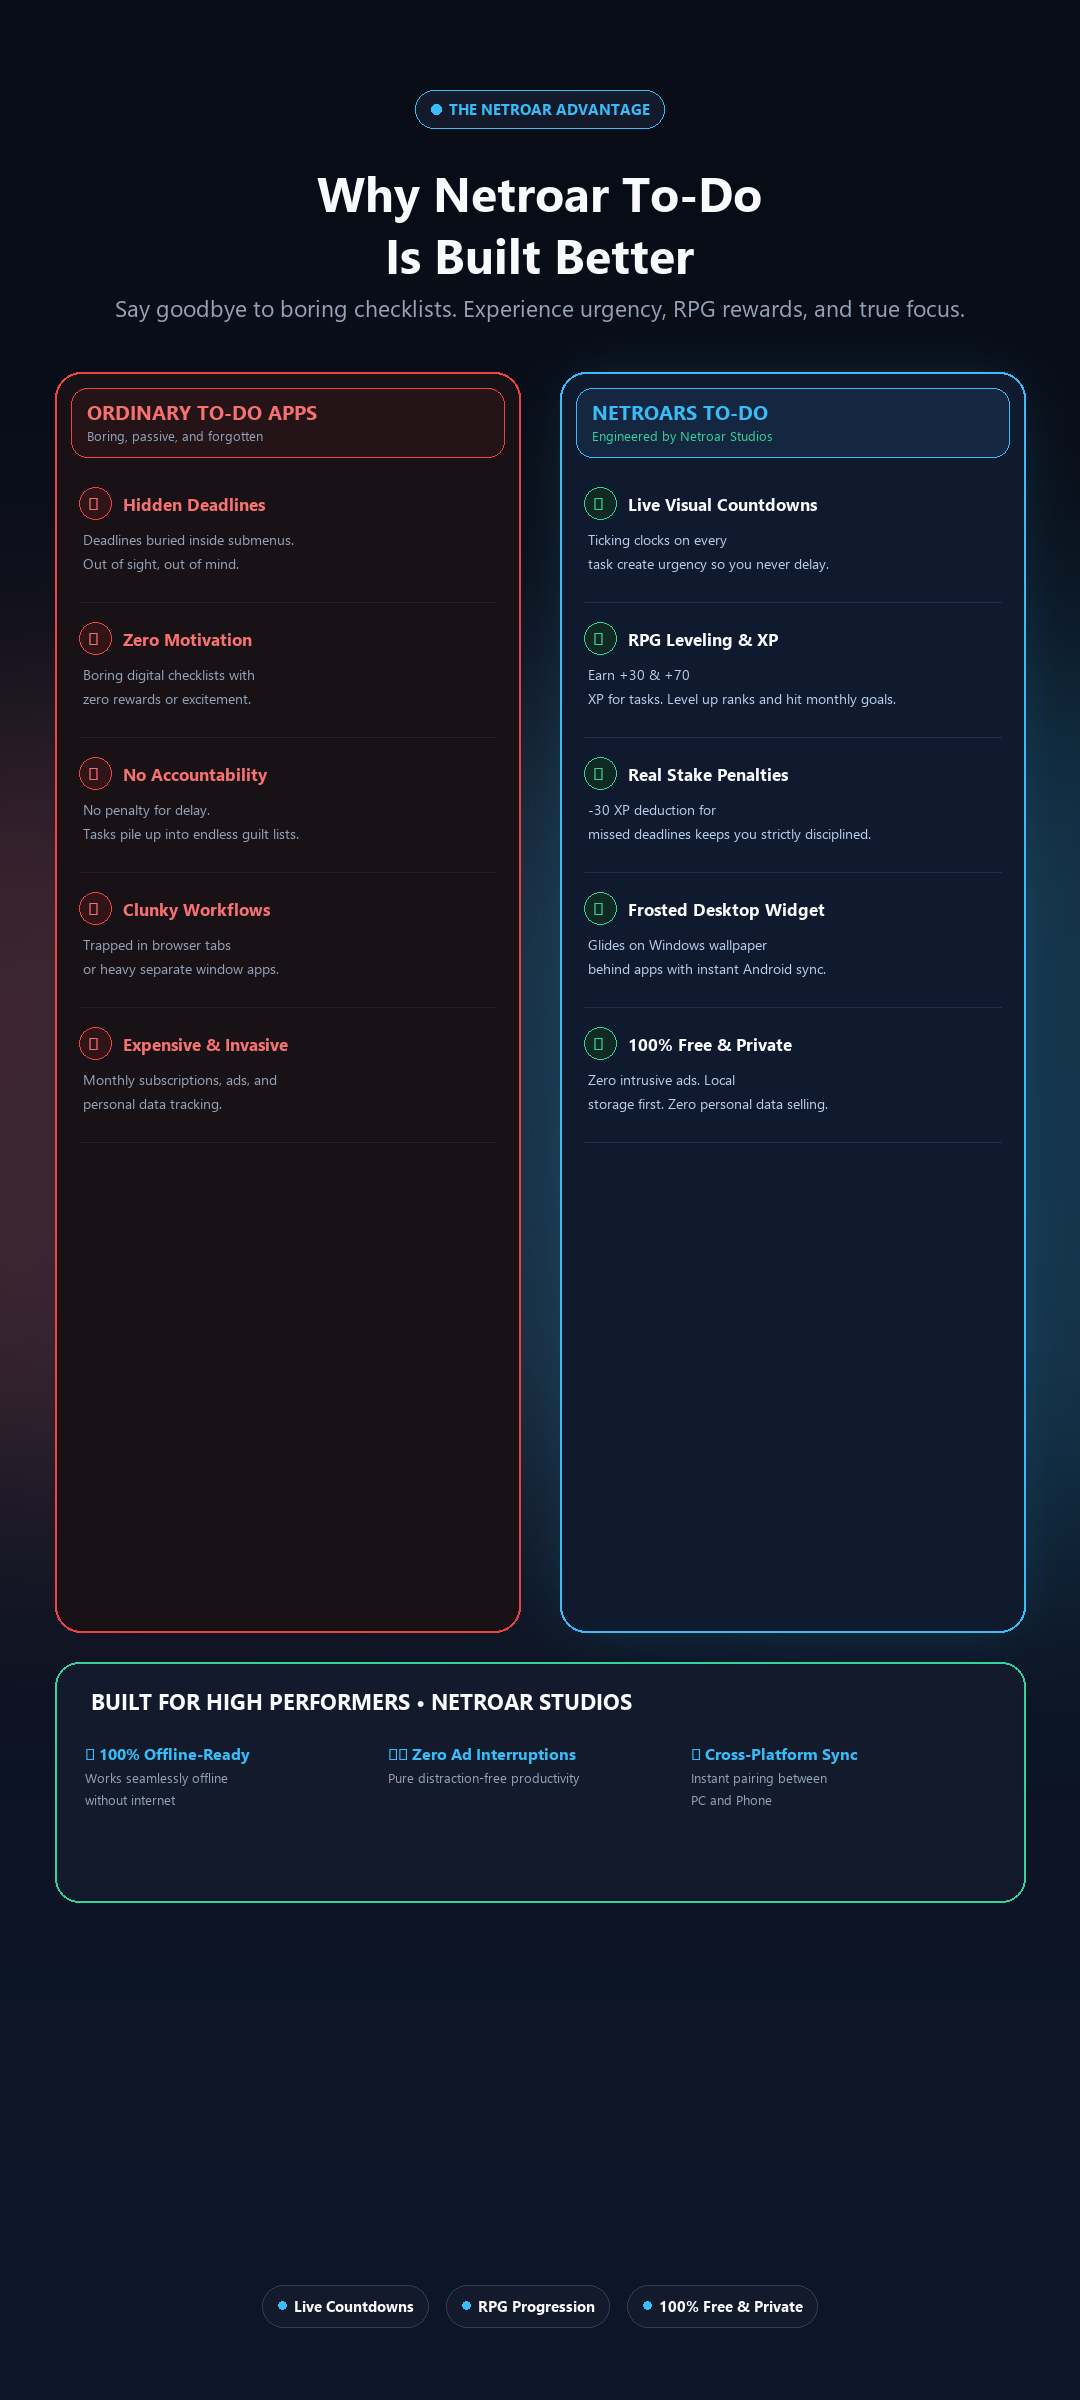 THE NETROAR ADVANTAGE
Why Netroar To-Do
Is Built Better
Say goodbye to boring checklists. Experience urgency, RPG rewards, and true focus.
ORDINARY TO-DO APPS
Boring, passive, and forgotten
Hidden Deadlines
Deadlines buried inside submenus.
Out of sight, out of mind.
Zero Motivation
Boring digital checklists with
zero rewards or excitement.
No Accountability
No penalty for delay.
Tasks pile up into endless guilt lists.
Clunky Workflows
Trapped in browser tabs
or heavy separate window apps.
Expensive & Invasive
Monthly subscriptions, ads, and
personal data tracking.
NETROARS TO-DO
Engineered by Netroar Studios
Live Visual Countdowns
Ticking clocks on every
task create urgency so you never delay.
RPG Leveling & XP
Earn +30 & +70
XP for tasks. Level up ranks and hit monthly goals.
Real Stake Penalties
-30 XP deduction for
missed deadlines keeps you strictly disciplined.
Frosted Desktop Widget
Glides on Windows wallpaper
behind apps with instant Android sync.
100% Free & Private
Zero intrusive ads. Local
storage first. Zero personal data selling.
BUILT FOR HIGH PERFORMERS • NETROAR STUDIOS
100% Offline-Ready
Works seamlessly offline
without internet
Zero Ad Interruptions
Pure distraction-free productivity
Cross-Platform Sync
Instant pairing between
PC and Phone
Live Countdowns
RPG Progression
100% Free & Private